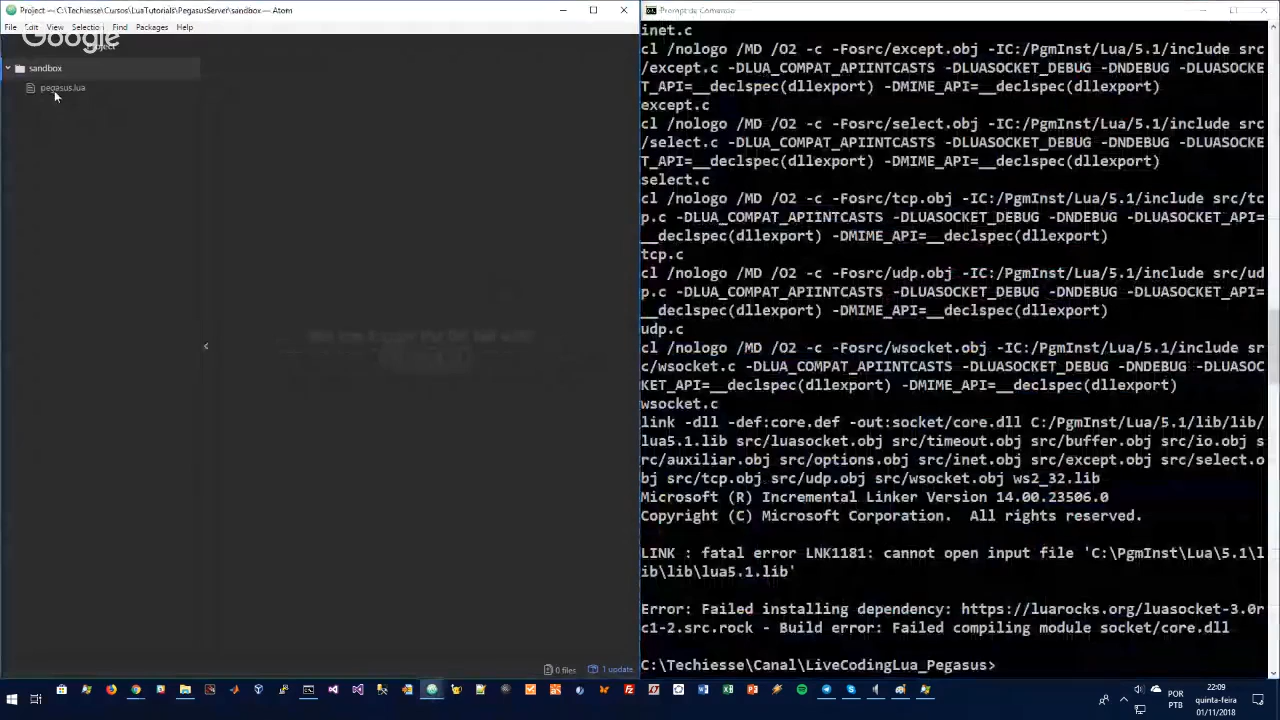 Project — C:\Techiesse\Cursos\LuaTutorials\PegasusServer\sandbox — Atom
File Edit View Selection Find Packages Help
Google
sandbox
pegasus.lua
0 files
1 update
Prompt de Comando
inet.c
cl /nologo /MD /O2 -c -Fosrc/except.obj -IC:/PgmInst/Lua/5.1/include src
/except.c -DLUA_COMPAT_APIINTCASTS -DLUASOCKET_DEBUG -DNDEBUG -DLUASOCKE
T_API=__declspec(dllexport) -DMIME_API=__declspec(dllexport)
except.c
cl /nologo /MD /O2 -c -Fosrc/select.obj -IC:/PgmInst/Lua/5.1/include src
/select.c -DLUA_COMPAT_APIINTCASTS -DLUASOCKET_DEBUG -DNDEBUG -DLUASOCKE
T_API=__declspec(dllexport) -DMIME_API=__declspec(dllexport)
select.c
cl /nologo /MD /O2 -c -Fosrc/tcp.obj -IC:/PgmInst/Lua/5.1/include src/tc
p.c -DLUA_COMPAT_APIINTCASTS -DLUASOCKET_DEBUG -DNDEBUG -DLUASOCKET_API=
__declspec(dllexport) -DMIME_API=__declspec(dllexport)
tcp.c
cl /nologo /MD /O2 -c -Fosrc/udp.obj -IC:/PgmInst/Lua/5.1/include src/ud
p.c -DLUA_COMPAT_APIINTCASTS -DLUASOCKET_DEBUG -DNDEBUG -DLUASOCKET_API=
__declspec(dllexport) -DMIME_API=__declspec(dllexport)
udp.c
cl /nologo /MD /O2 -c -Fosrc/wsocket.obj -IC:/PgmInst/Lua/5.1/include sr
c/wsocket.c -DLUA_COMPAT_APIINTCASTS -DLUASOCKET_DEBUG -DNDEBUG -DLUASOC
KET_API=__declspec(dllexport) -DMIME_API=__declspec(dllexport)
wsocket.c
link -dll -def:core.def -out:socket/core.dll C:/PgmInst/Lua/5.1/lib/lib/
lua5.1.lib src/luasocket.obj src/timeout.obj src/buffer.obj src/io.obj s
rc/auxiliar.obj src/options.obj src/inet.obj src/except.obj src/select.o
bj src/tcp.obj src/udp.obj src/wsocket.obj ws2_32.lib
Microsoft (R) Incremental Linker Version 14.00.23506.0
Copyright (C) Microsoft Corporation.  All rights reserved.
LINK : fatal error LNK1181: cannot open input file 'C:\PgmInst\Lua\5.1\l
ib\lib\lua5.1.lib'
Error: Failed installing dependency: https://luarocks.org/luasocket-3.0r
c1-2.src.rock - Build error: Failed compiling module socket/core.dll
C:\Techiesse\Canal\LiveCodingLua_Pegasus>
POR
PTB
22:09
quinta-feira
01/11/2018